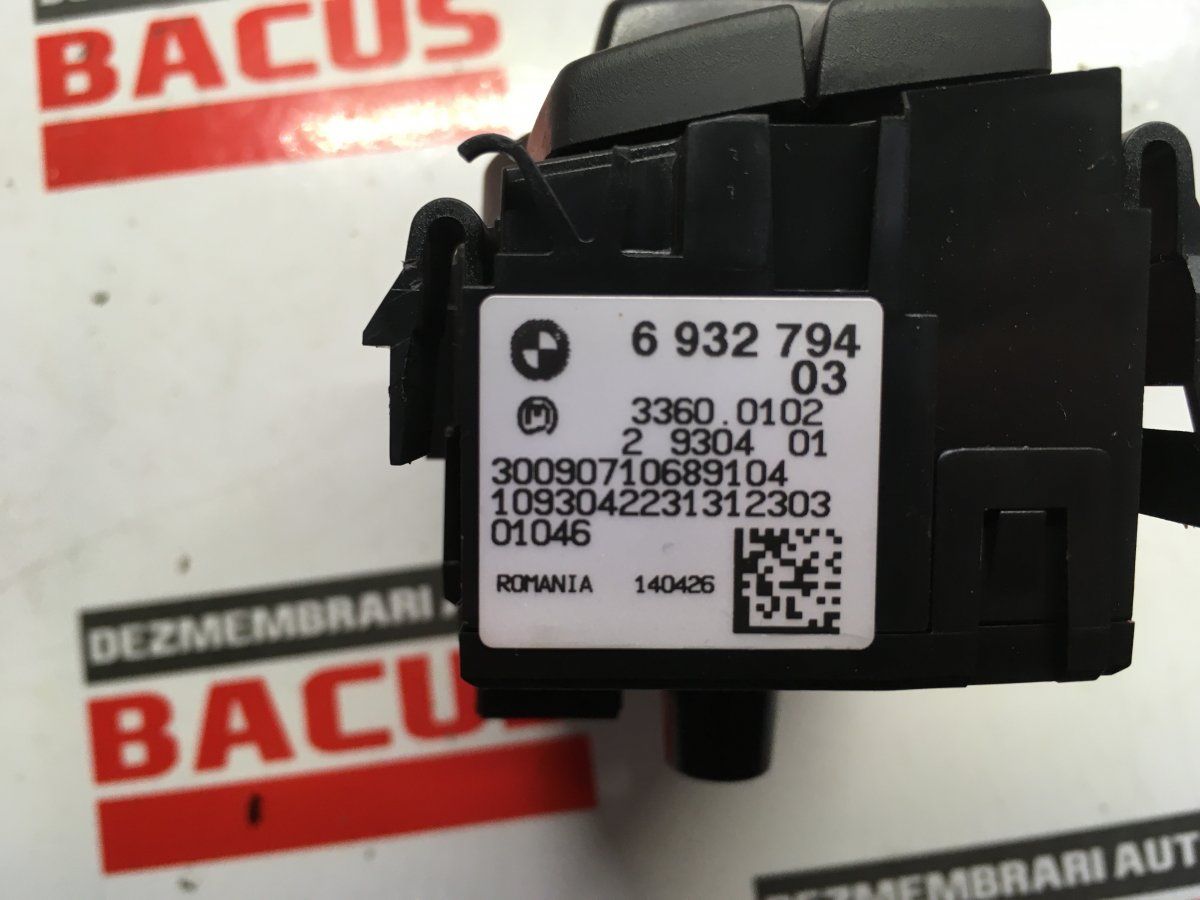 BACUS
6 932 794
03
3360.0102
2 9304 01
30090710689104
1093042231312303
01046
ROMANIA 140426
DEZMEMBRARI A
BACUS
DEZMEMBRARI AUT